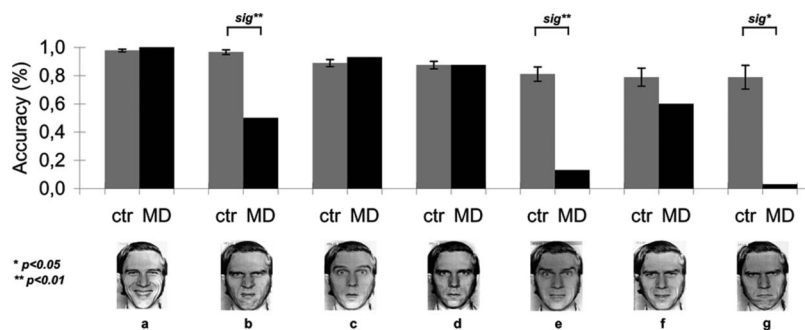 sig** sig** sig*
1,0
0,8
0,6
0,4
0,2
0,0
Accuracy (%)
ctr MD ctr MD ctr MD ctr MD ctr MD ctr MD ctr MD
* p<0.05
** p<0.01
a b c d e f g